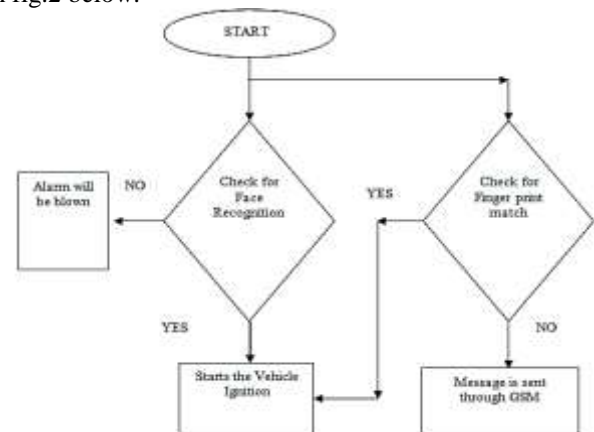 fig.2 below.
START
Check for
Face
Recognition
Check for
Finger print
match
Alarm will
be blown
NO
YES
YES
NO
Starts the Vehicle
Ignition
Message is sent
through GSM